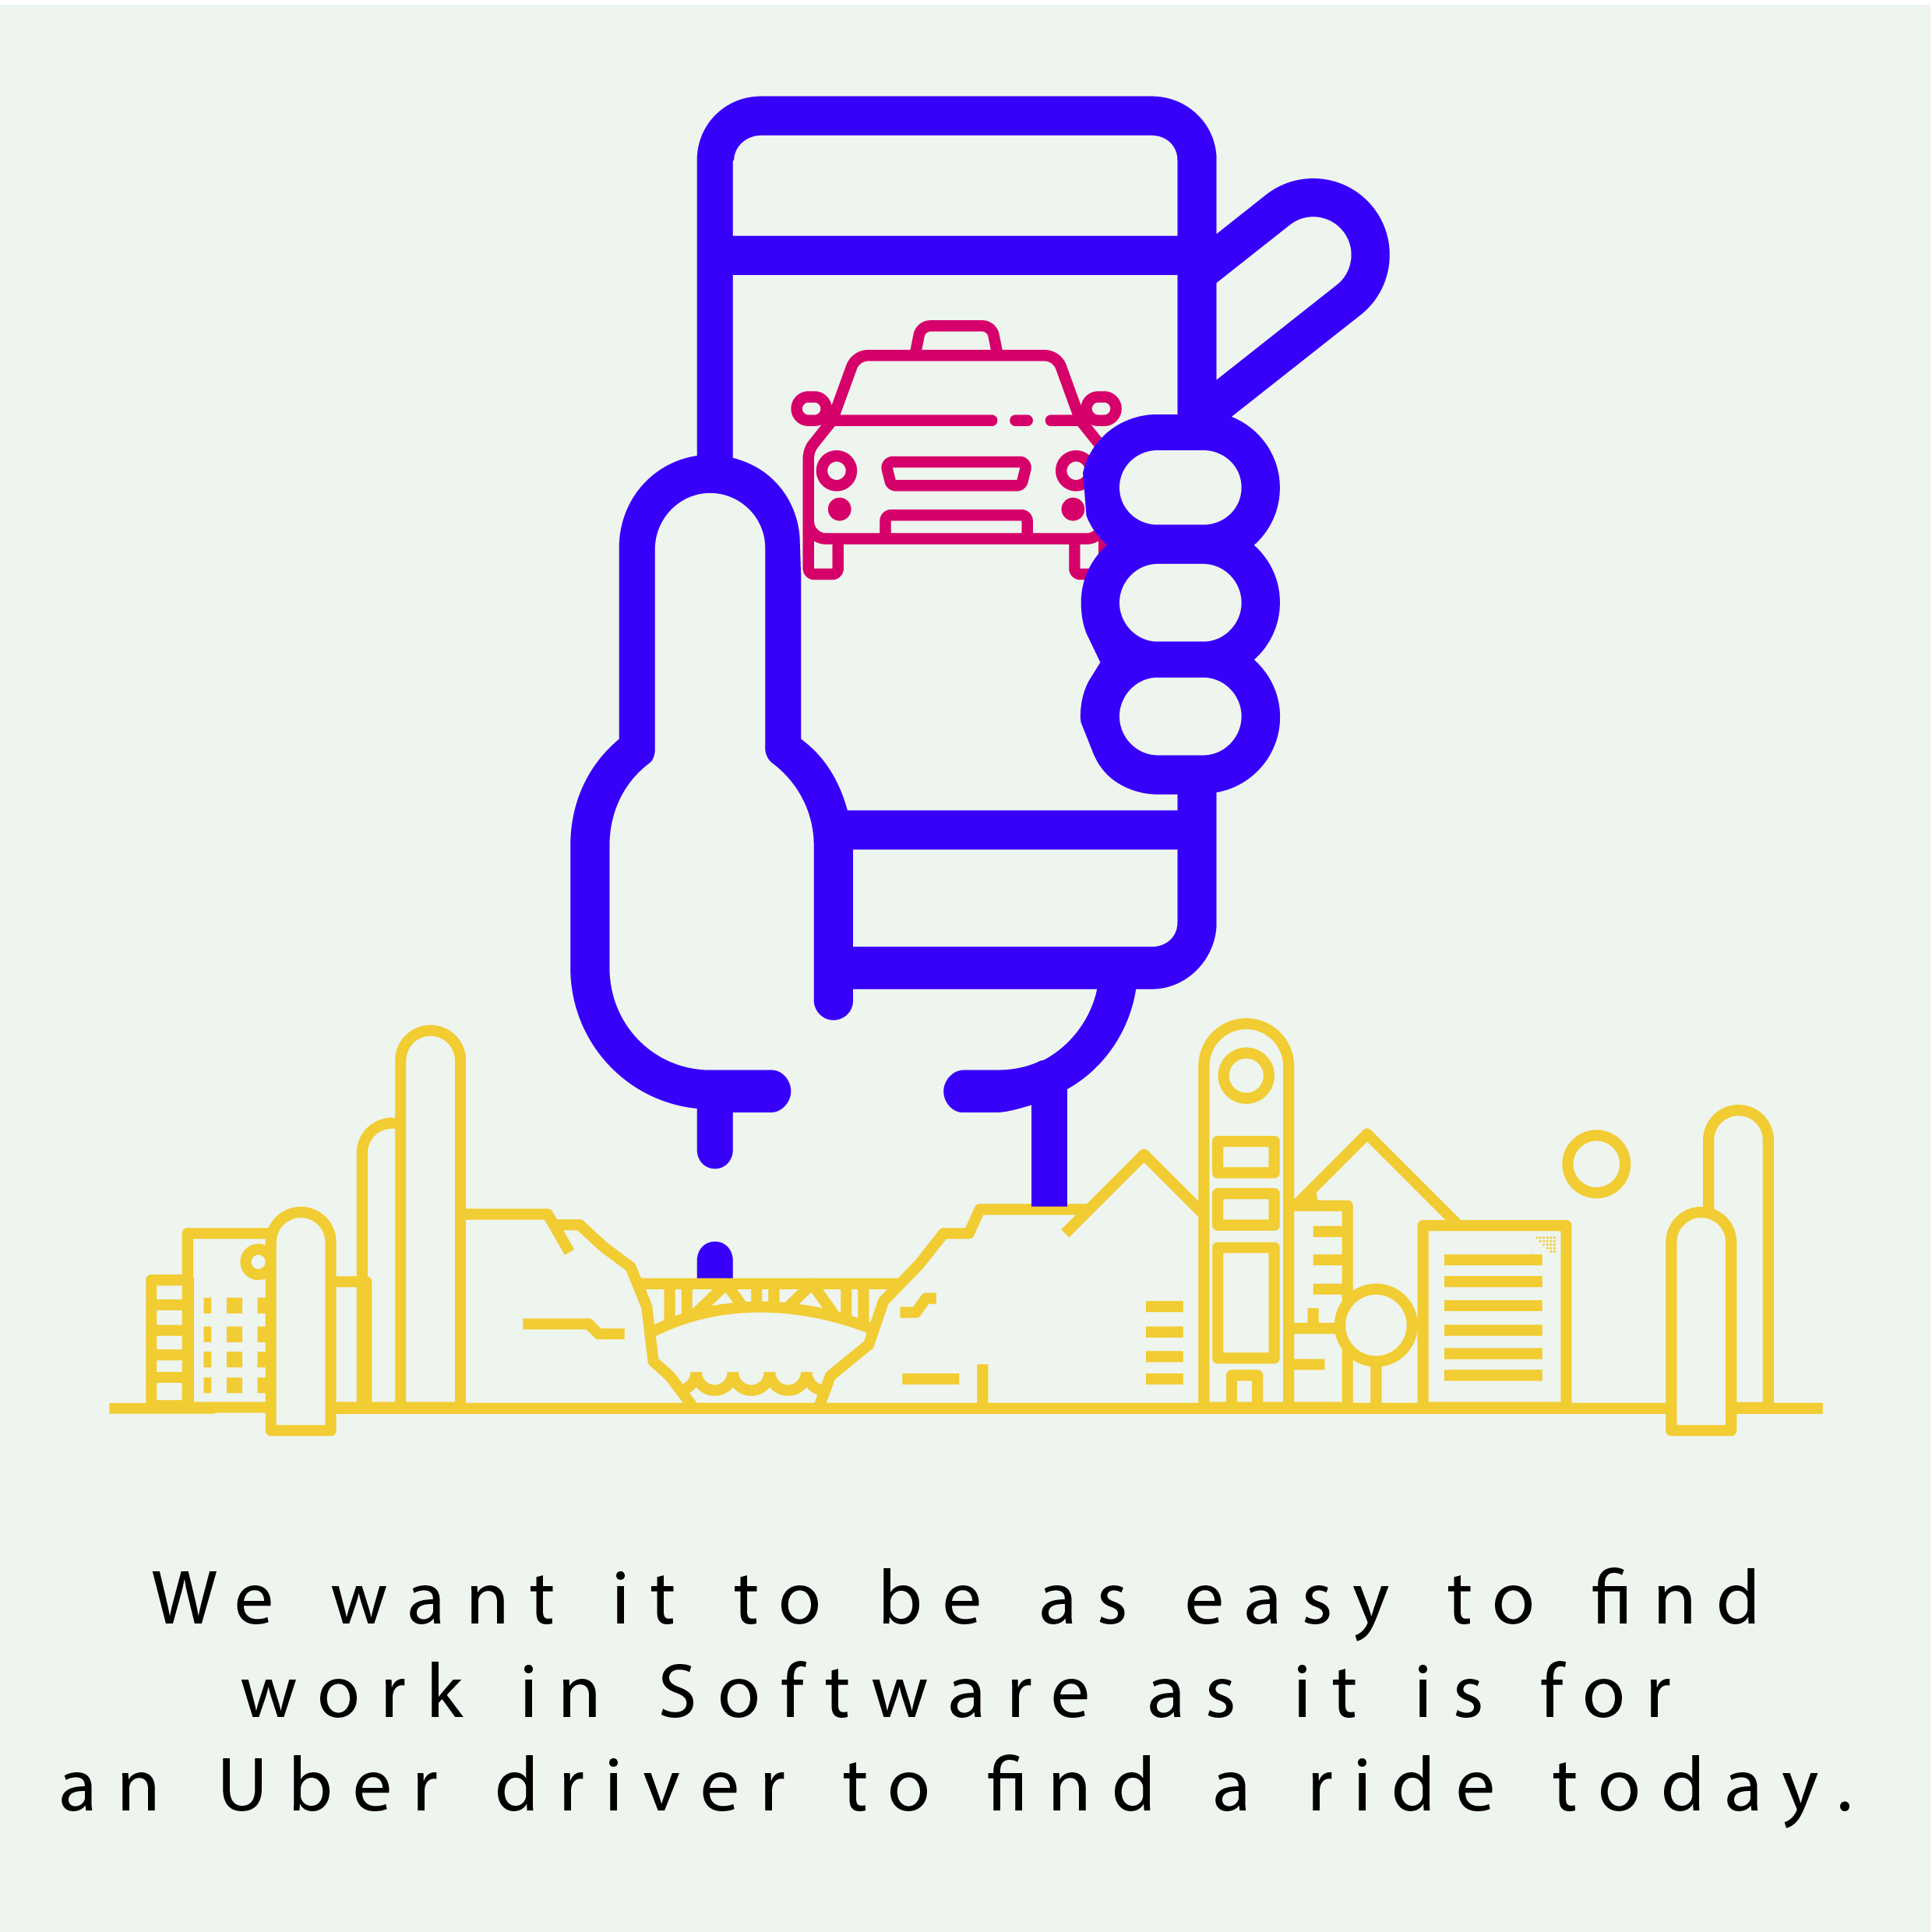 We want it to be as easy to find
work in Software as it is for
an Uber driver to find a ride today.